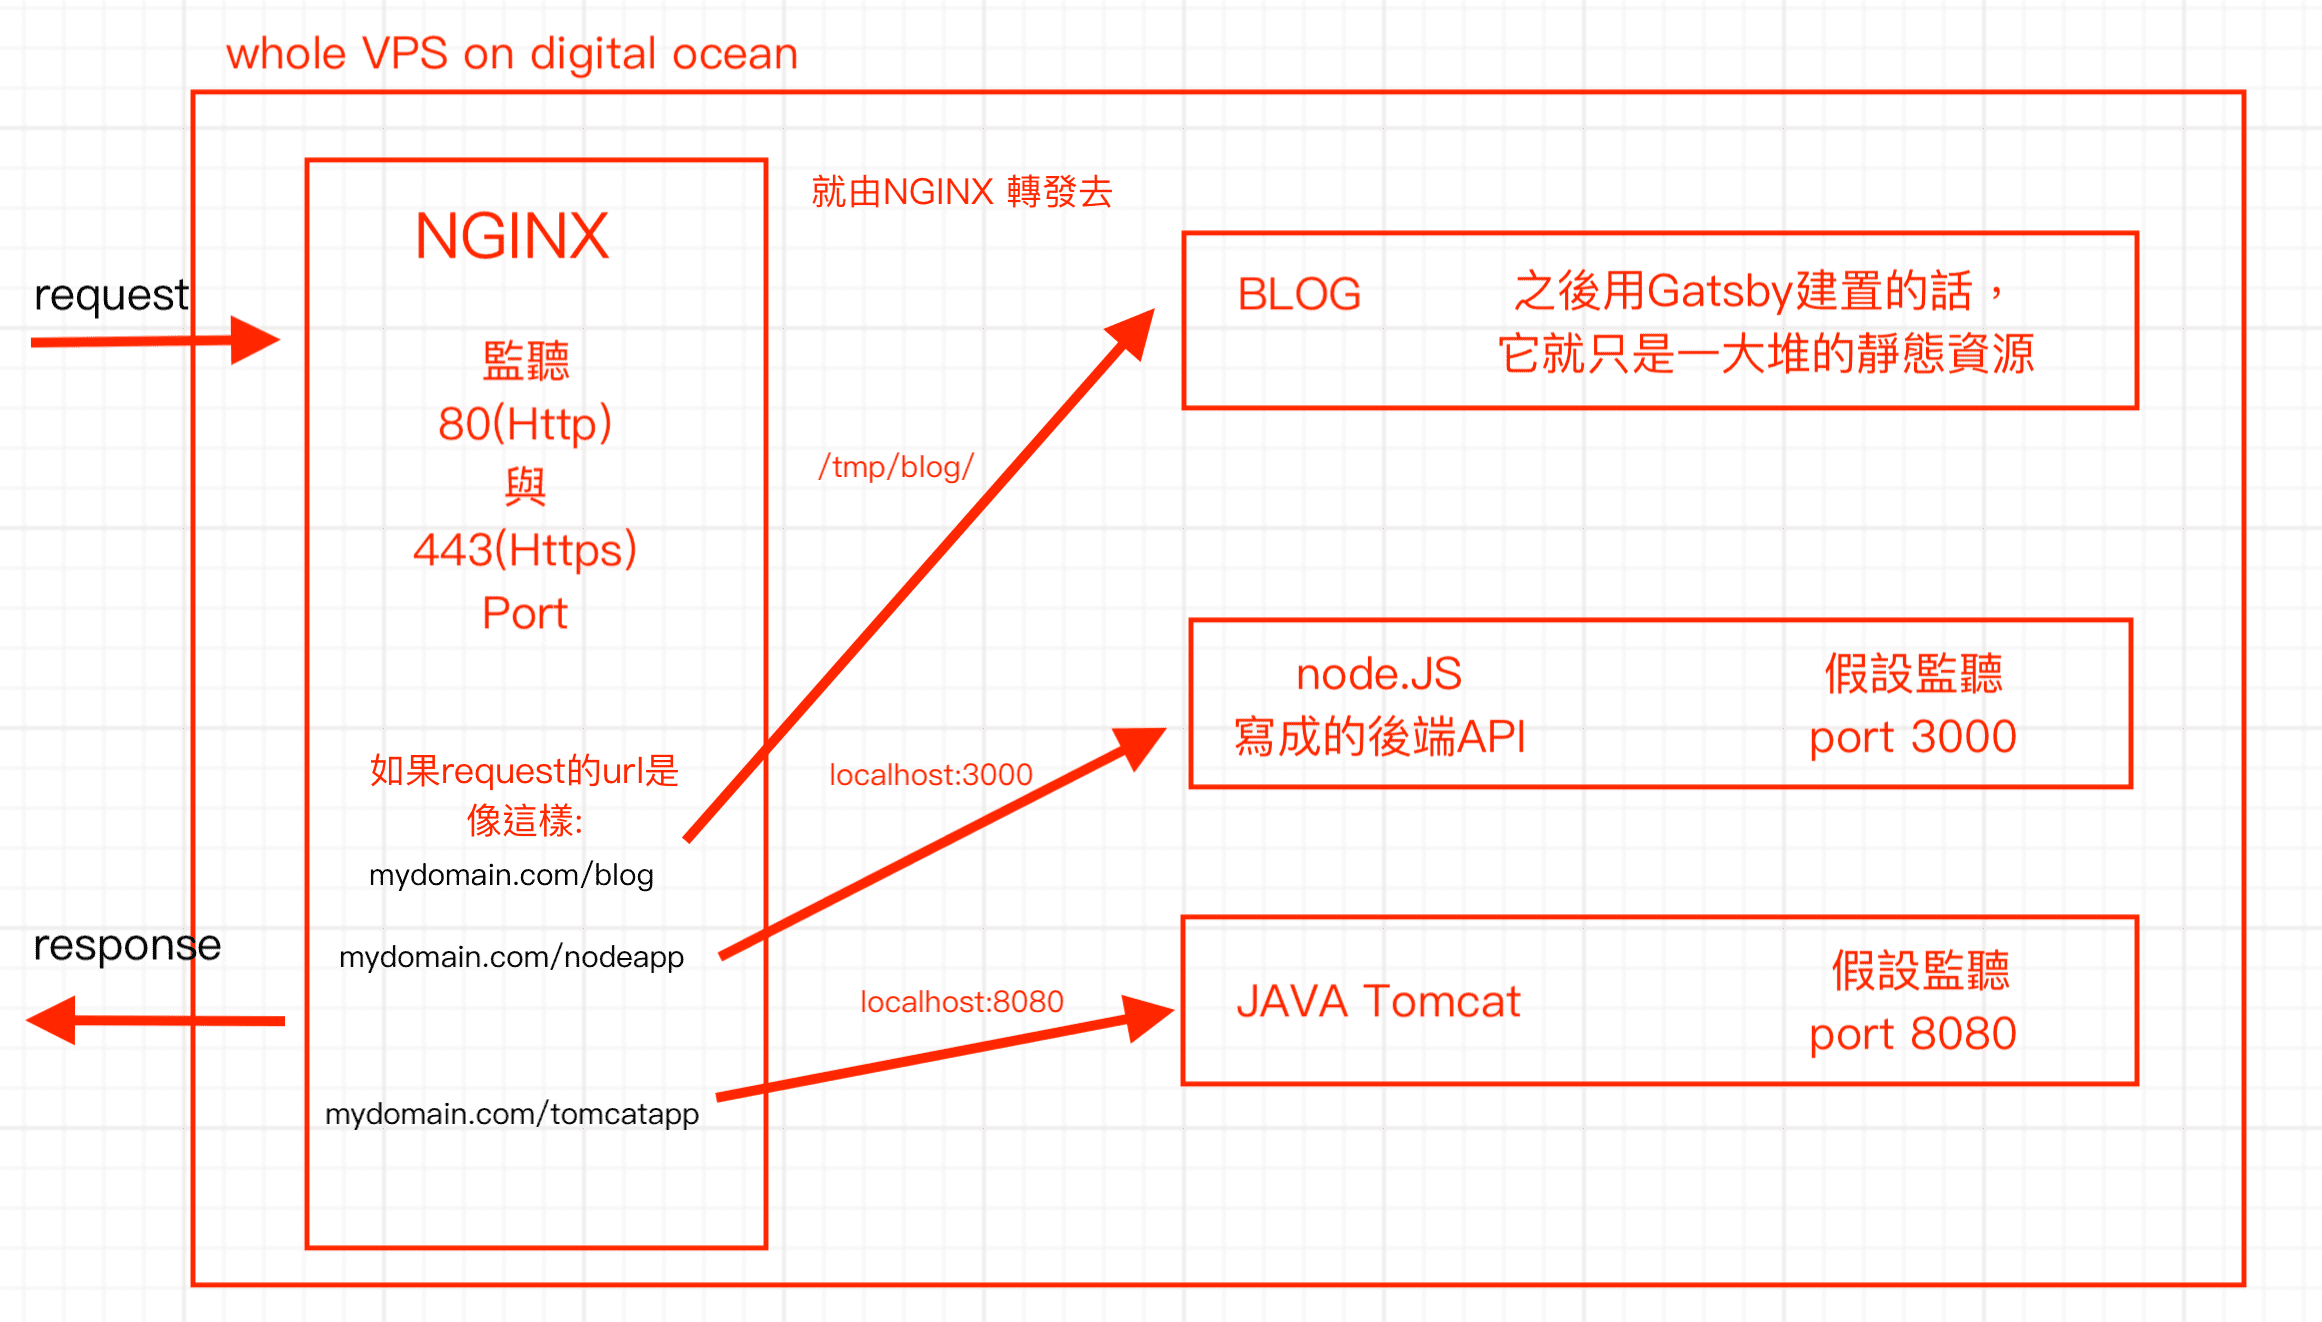 whole VPS on digital ocean
request
NGINX
監聽
80(Http)
與
443(Https)
Port
如果request的url是
像這樣:
mydomain.com/blog
mydomain.com/nodeapp
mydomain.com/tomcatapp
response
就由NGINX 轉發去
/tmp/blog/
localhost:3000
localhost:8080
BLOG
之後用Gatsby建置的話，
它就只是一大堆的靜態資源
node.JS
寫成的後端API
假設監聽
port 3000
JAVA Tomcat
假設監聽
port 8080